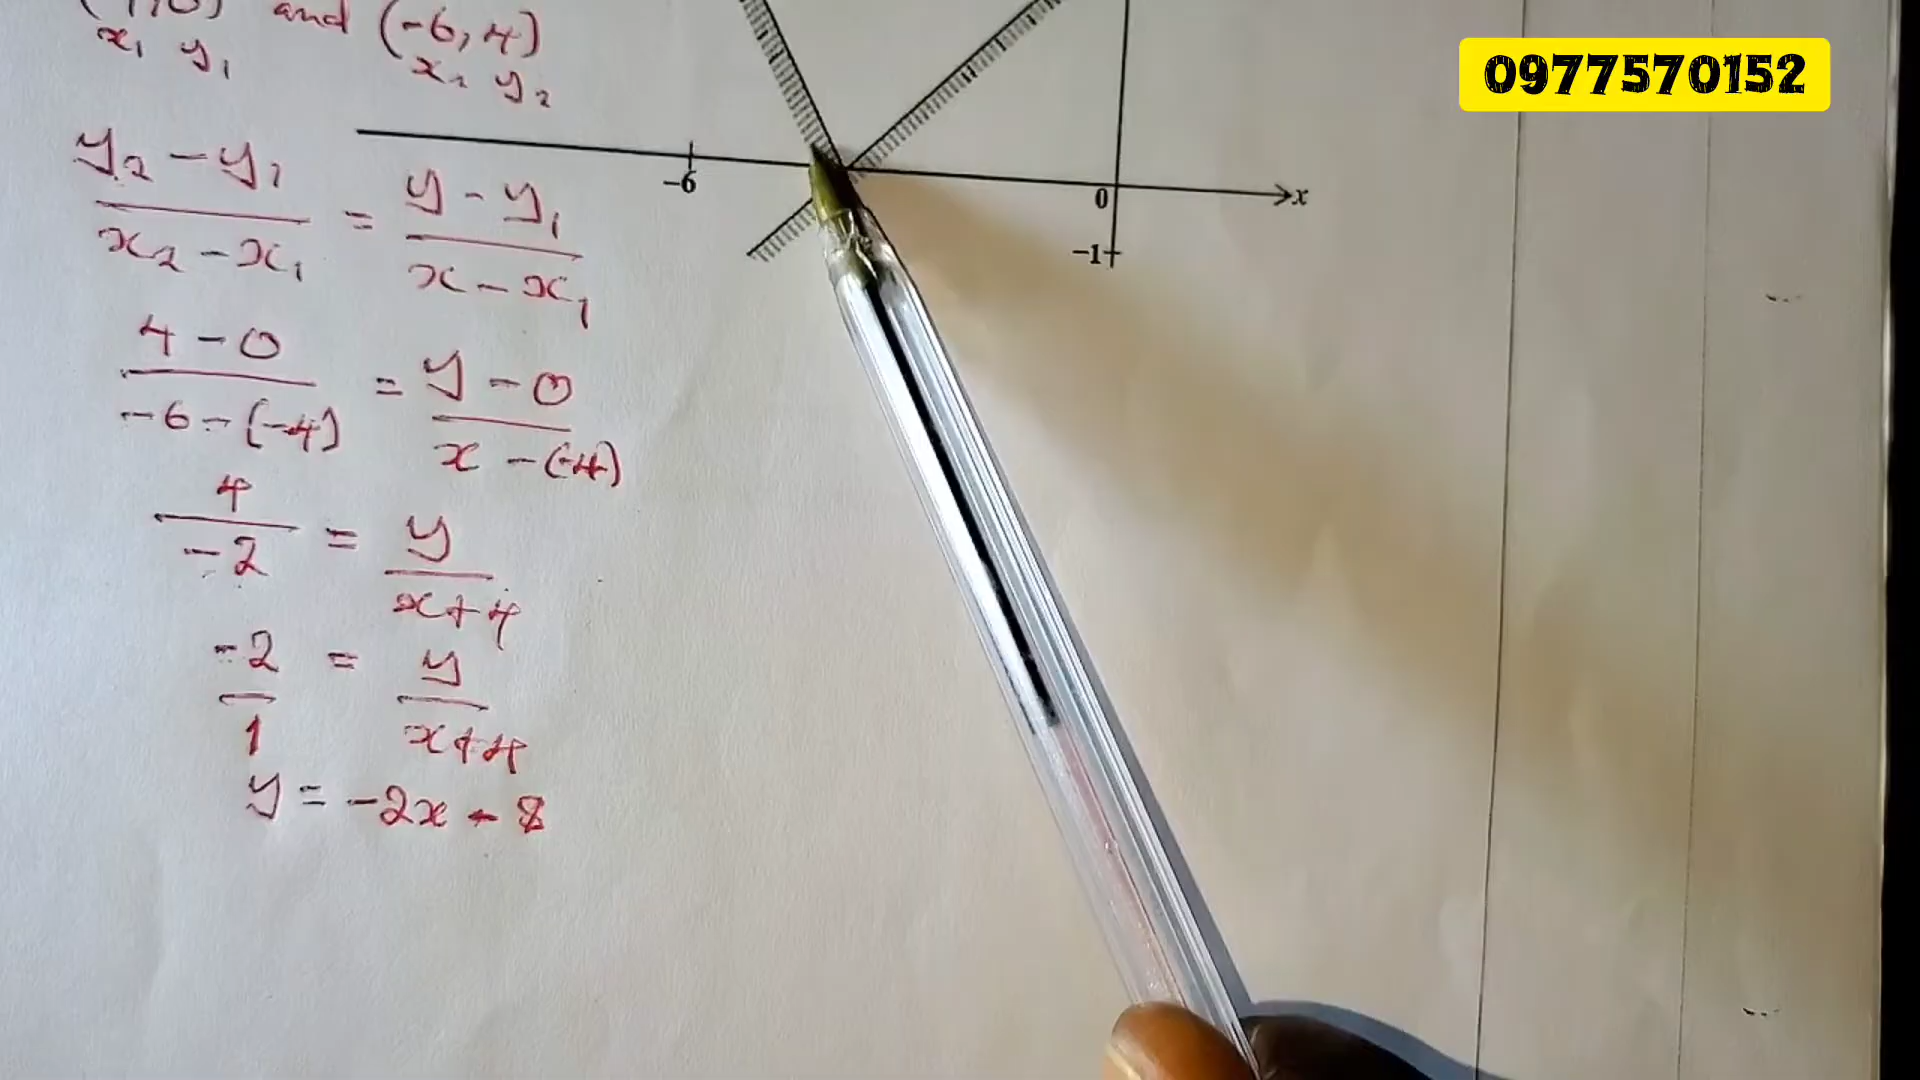 and (-6, 4)
x₁ y₁ x₂ y₂
0977570152
y₂ - y₁ / x₂ - x₁ = y - y₁ / x - x₁
-6
0
x
-1
4 - 0 / -6 - (-4) = y - 0 / x - (-4)
4 / -2 = y / x + 4
-2 / 1 = y / x + 4
y = -2x - 8